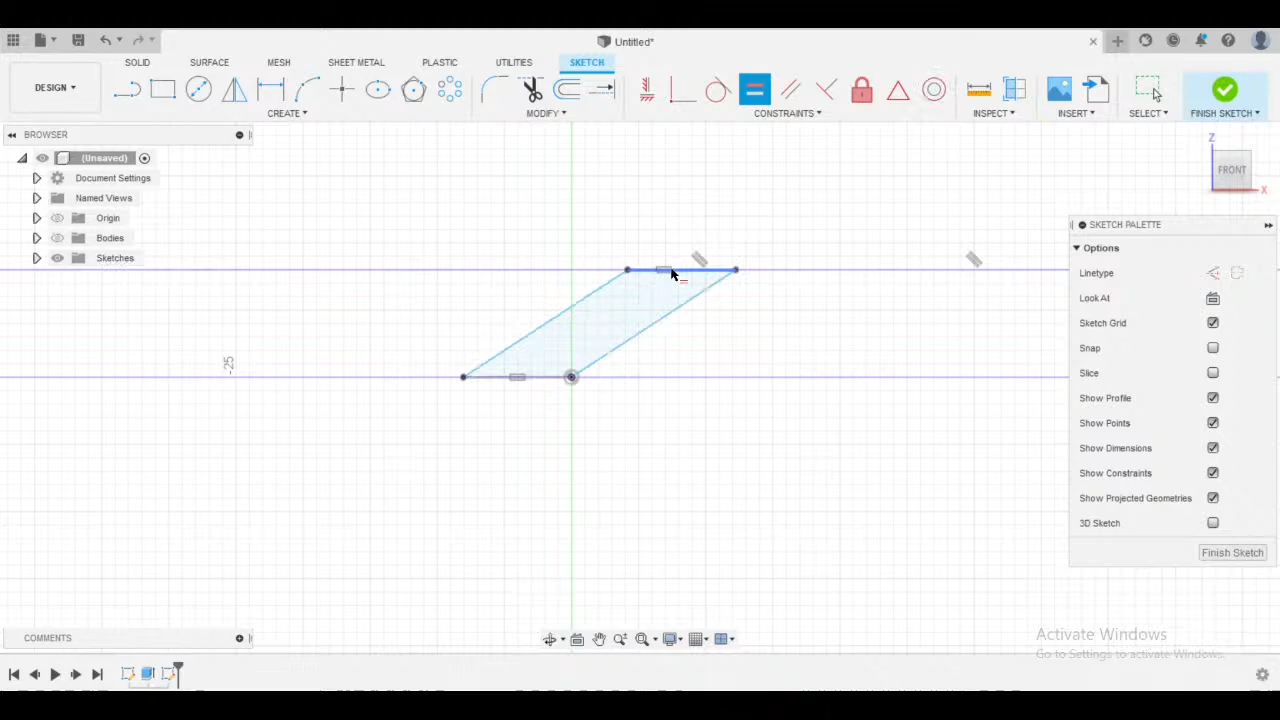 Untitled*
DESIGN
SOLID SURFACE MESH SHEET METAL PLASTIC UTILITIES SKETCH
CREATE MODIFY CONSTRAINTS INSPECT INSERT SELECT FINISH SKETCH
BROWSER
(Unsaved)
Document Settings
Named Views
Origin
Bodies
Sketches
-25
Z
FRONT
X
SKETCH PALETTE
Options
Linetype
Look At
Sketch Grid
Snap
Slice
Show Profile
Show Points
Show Dimensions
Show Constraints
Show Projected Geometries
3D Sketch
Finish Sketch
COMMENTS
Activate Windows
Go to Settings to activate Windows.